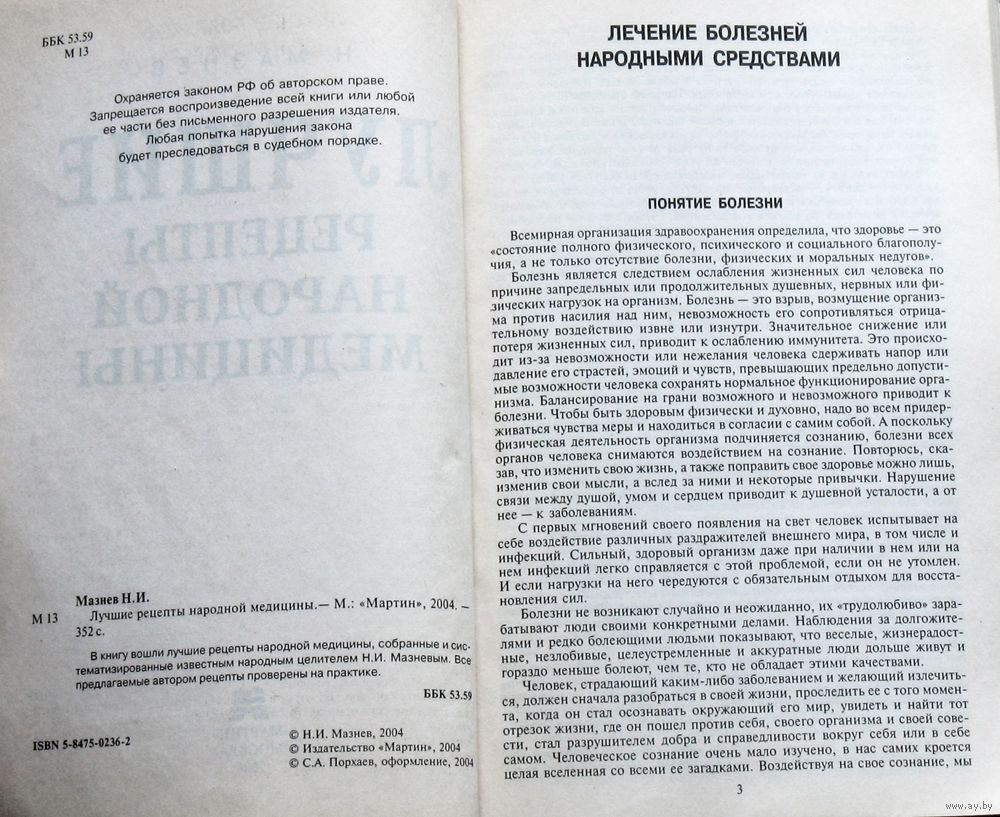 ББК 53.59
М 13
Охраняется законом РФ об авторском праве.
Запрещается воспроизведение всей книги или любой
ее части без письменного разрешения издателя.
Любая попытка нарушения закона
будет преследоваться в судебном порядке.
Н. МАЗНЕВ
ЛУЧШИЕ
РЕЦЕПТЫ
НАРОДНОЙ
МЕДИЦИНЫ
Мазнев Н.И.
М 13
Лучшие рецепты народной медицины.— М.: «Мартин», 2004. –
352 с.
В книгу вошли лучшие рецепты народной медицины, собранные и сис-
тематизированные известным народным целителем Н.И. Мазневым. Все
предлагаемые автором рецепты проверены на практике.
ББК 53.59
ISBN 5-8475-0236-2
© Н.И. Мазнев, 2004
© Издательство «Мартин», 2004
© С.А. Порхаев, оформление, 2004
ЛЕЧЕНИЕ БОЛЕЗНЕЙ
НАРОДНЫМИ СРЕДСТВАМИ
ПОНЯТИЕ БОЛЕЗНИ
Всемирная организация здравоохранения определила, что здоровье — это
«состояние полного физического, психического и социального благополу-
чия, а не только отсутствие болезни, физических и моральных недугов».
Болезнь является следствием ослабления жизненных сил человека по
причине запредельных или продолжительных душевных, нервных или фи-
зических нагрузок на организм. Болезнь — это взрыв, возмущение организ-
ма против насилия над ним, невозможность его сопротивляться отрица-
тельному воздействию извне или изнутри. Значительное снижение или
потеря жизненных сил, приводит к ослаблению иммунитета. Это происхо-
дит из-за невозможности или нежелания человека сдерживать напор или
давление его страстей, эмоций и чувств, превышающих предельно допусти-
мые возможности человека сохранять нормальное функционирование орга-
низма. Балансирование на грани возможного и невозможного приводит к
болезни. Чтобы быть здоровым физически и духовно, надо во всем придер-
живаться чувства меры и находиться в согласии с самим собой. А поскольку
физическая деятельность организма подчиняется сознанию, болезни всех
органов человека снимаются воздействием на сознание. Повторюсь, ска-
зав, что изменить свою жизнь, а также поправить свое здоровье можно лишь,
изменив свои мысли, а вслед за ними и некоторые привычки. Нарушение
связи между душой, умом и сердцем приводит к душевной усталости, а от
нее — к заболеваниям.
С первых мгновений своего появления на свет человек испытывает на
себе воздействие различных раздражителей внешнего мира, в том числе и
инфекций. Сильный, здоровый организм даже при наличии в нем или на
нем инфекций легко справляется с этой проблемой, если он не утомлен.
И если нагрузки на него чередуются с обязательным отдыхом для восста-
новления сил.
Болезни не возникают случайно и неожиданно, их «трудолюбиво» зара-
батывают люди своими конкретными делами. Наблюдения за долгожите-
лями и редко болеющими людьми показывают, что веселые, жизнерадост-
ные, незлобивые, целеустремленные и аккуратные люди дольше живут и
гораздо меньше болеют, чем те, кто не обладает этими качествами.
Человек, страдающий каким-либо заболеванием и желающий излечить-
ся, должен сначала разобраться в своей жизни, проследить ее с того момен-
та, когда он стал осознавать окружающий его мир, увидеть и найти тот
отрезок жизни, где он пошел против себя, своего организма и своей сове-
сти, стал разрушителем добра и справедливости вокруг себя или в себе
самом. Человеческое сознание очень мало изучено, в нас самих кроется
целая вселенная со всеми ее загадками. Воздействуя на свое сознание, мы
3
www.ay.by